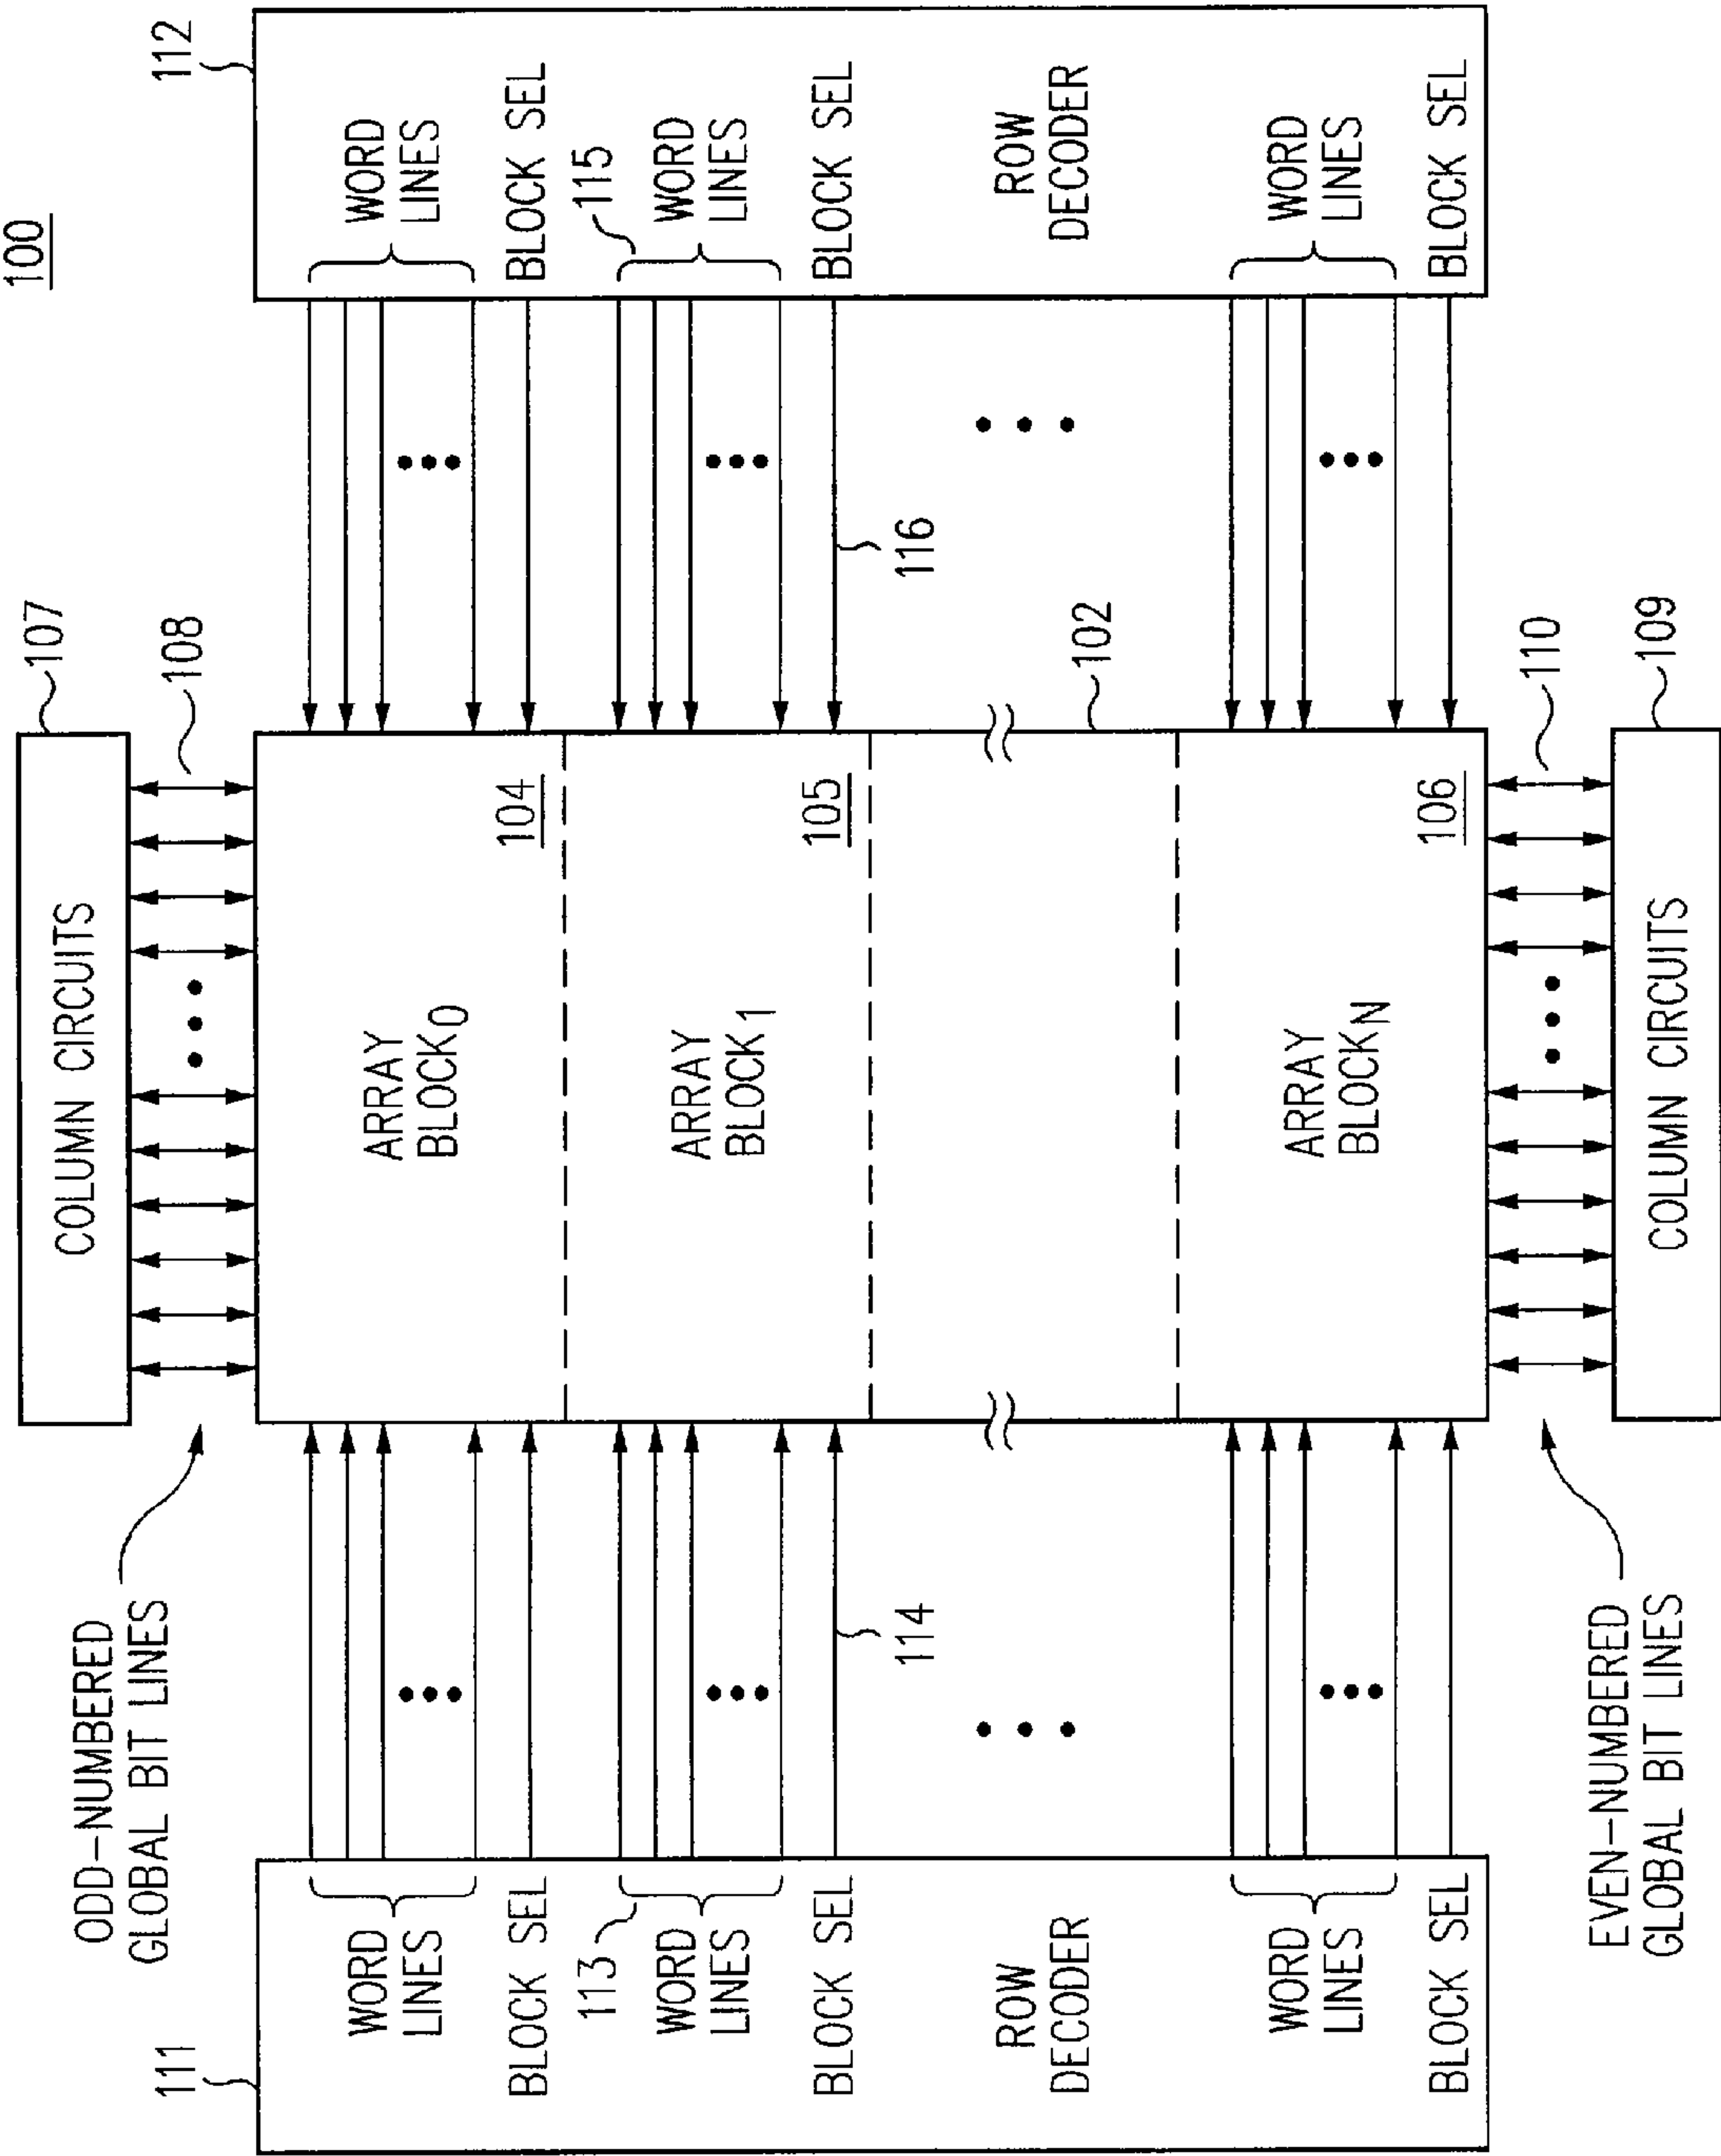 100
107
COLUMN CIRCUITS
108
ODD-NUMBERED
GLOBAL BIT LINES
111
WORD
LINES
BLOCK SEL
113
WORD
LINES
BLOCK SEL
114
ROW
DECODER
WORD
LINES
BLOCK SEL
ARRAY
BLOCK0
104
ARRAY
BLOCK1
105
102
ARRAY
BLOCKN
106
112
WORD
LINES
BLOCK SEL
115
WORD
LINES
BLOCK SEL
116
ROW
DECODER
WORD
LINES
BLOCK SEL
EVEN-NUMBERED
GLOBAL BIT LINES
110
COLUMN CIRCUITS
109